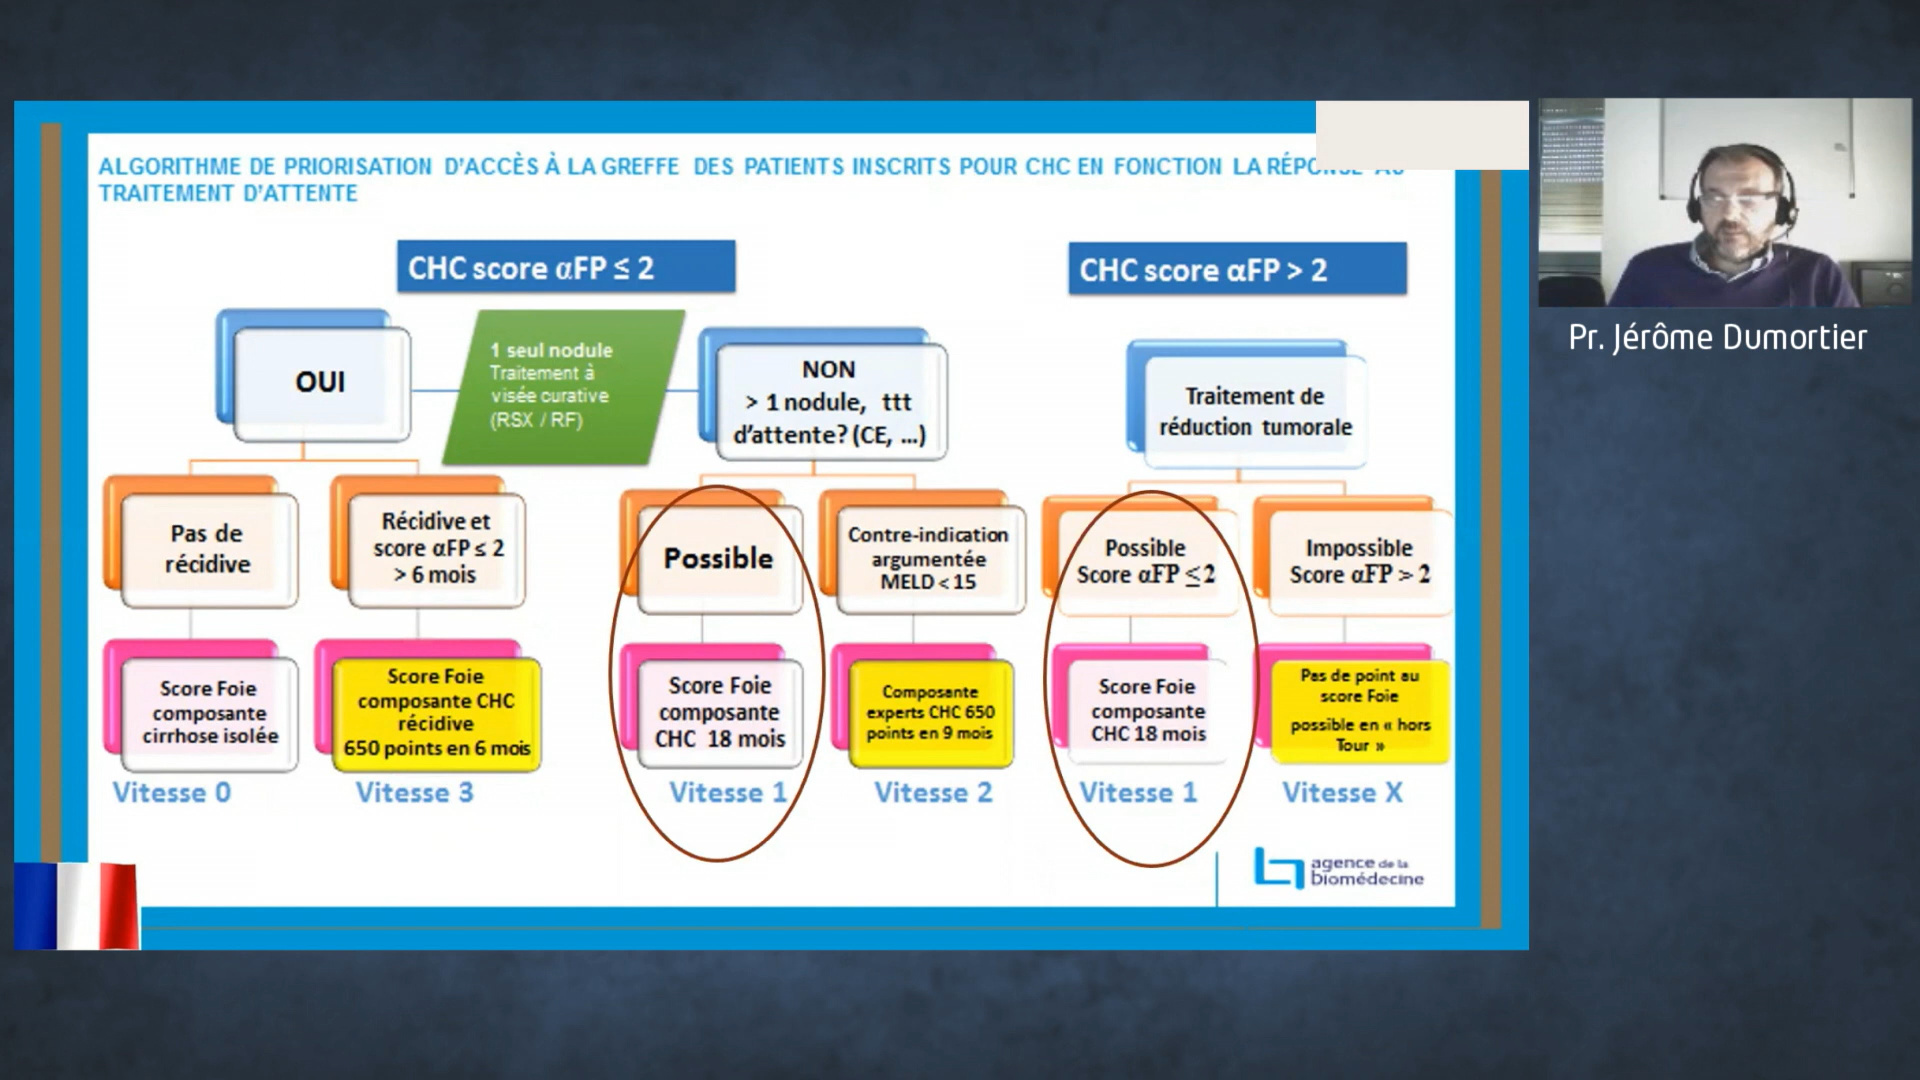 ALGORITHME DE PRIORISATION D'ACCÈS À LA GREFFE DES PATIENTS INSCRITS POUR CHC EN FONCTION LA RÉPONSE AU
TRAITEMENT D'ATTENTE
CHC score αFP ≤ 2
CHC score αFP > 2
OUI
1 seul nodule
Traitement à
visée curative
(RSX / RF)
NON
> 1 nodule, ttt
d'attente? (CE, ...)
Traitement de
réduction tumorale
Pas de
récidive
Récidive et
score αFP ≤ 2
> 6 mois
Possible
Contre-indication
argumentée
MELD < 15
Possible
Score αFP ≤2
Impossible
Score αFP > 2
Score Foie
composante
cirrhose isolée
Score Foie
composante CHC
récidive
650 points en 6 mois
Score Foie
composante
CHC 18 mois
Composante
experts CHC 650
points en 9 mois
Score Foie
composante
CHC 18 mois
Pas de point au
score Foie
possible en « hors
Tour »
Vitesse 0
Vitesse 3
Vitesse 1
Vitesse 2
Vitesse 1
Vitesse X
agence de la
biomédecine
Pr. Jérôme Dumortier